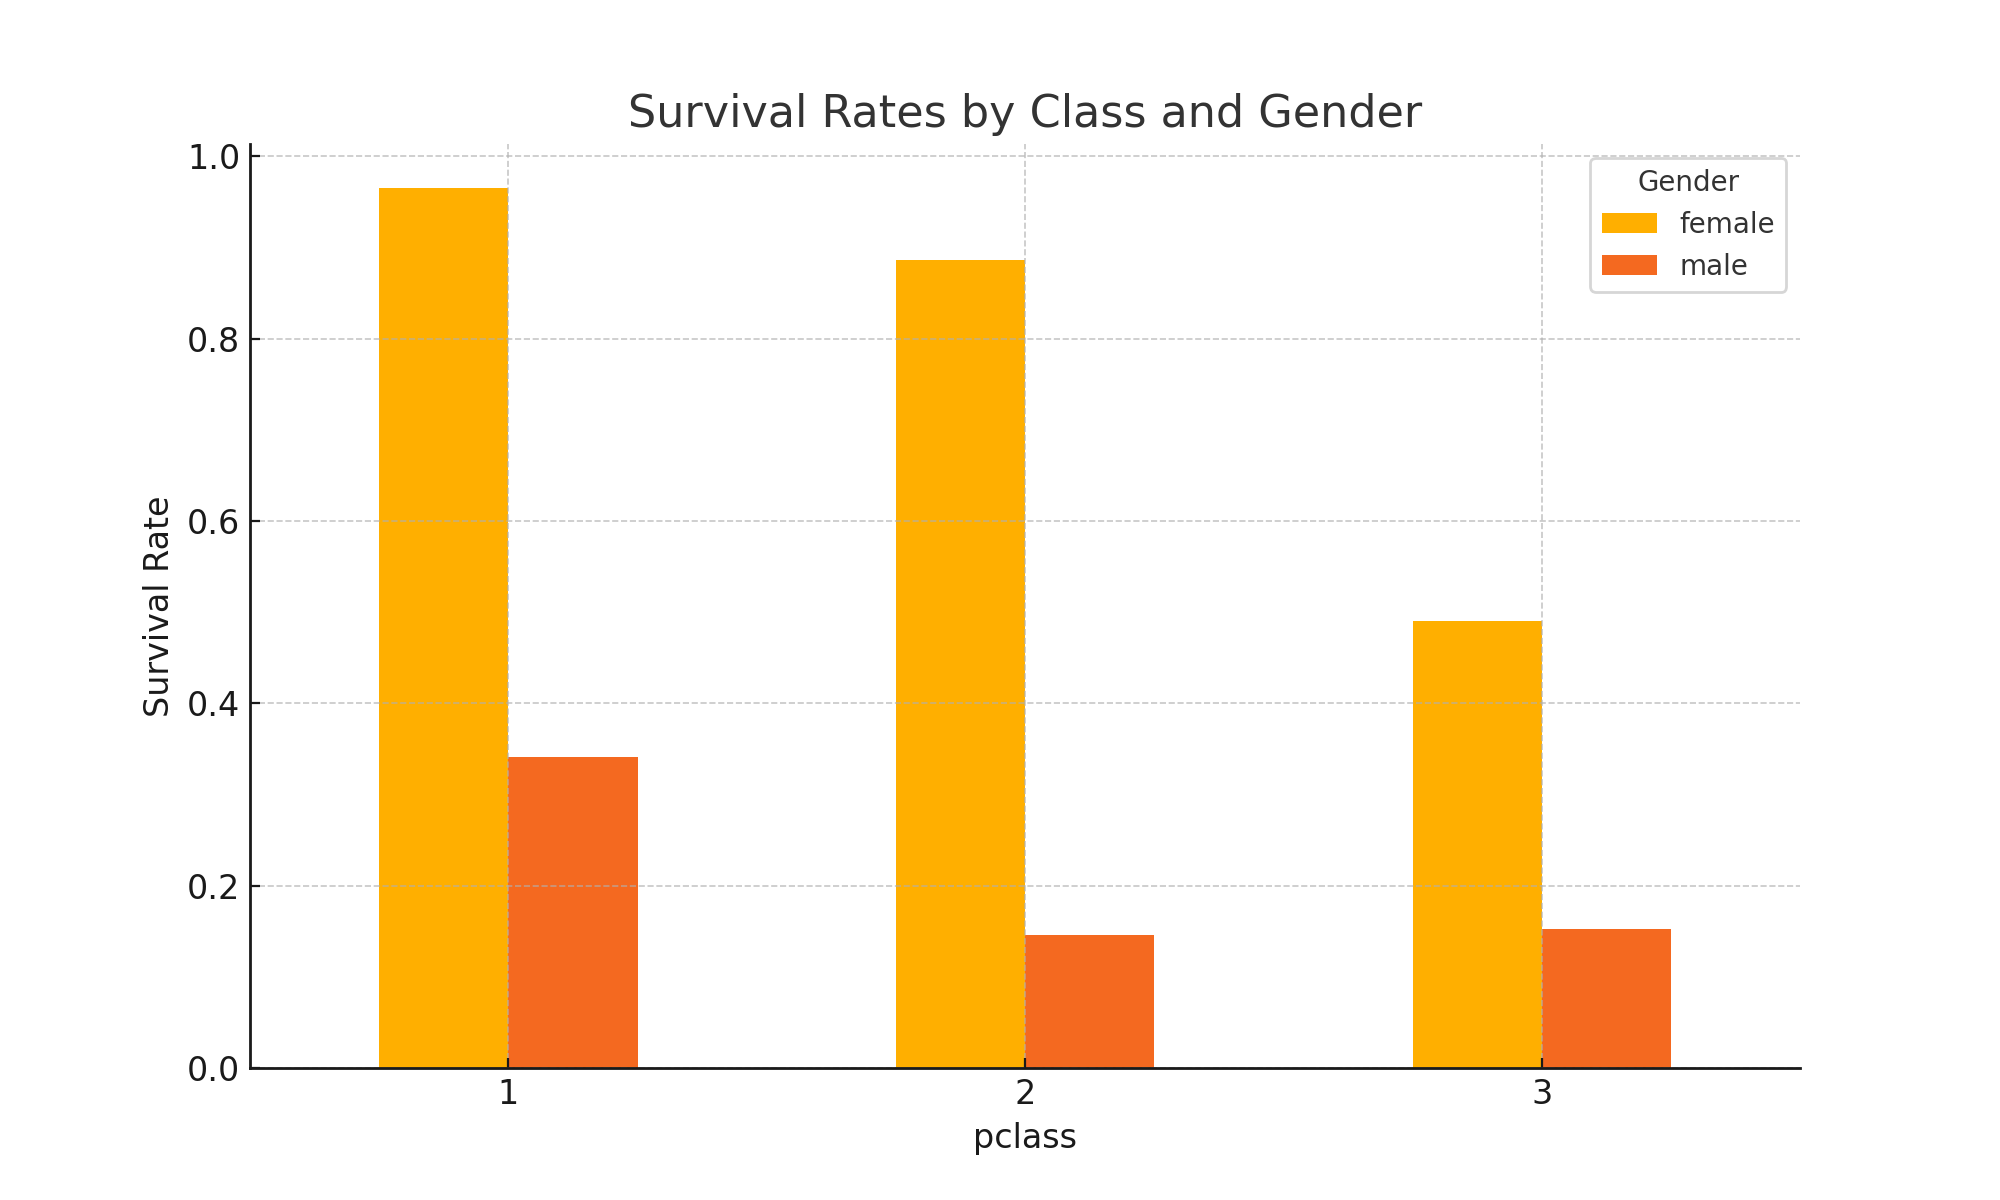 Survival Rates by Class and Gender
1.0
0.8
0.6
0.4
0.2
0.0
Survival Rate
Gender
female
male
1 2 3
pclass